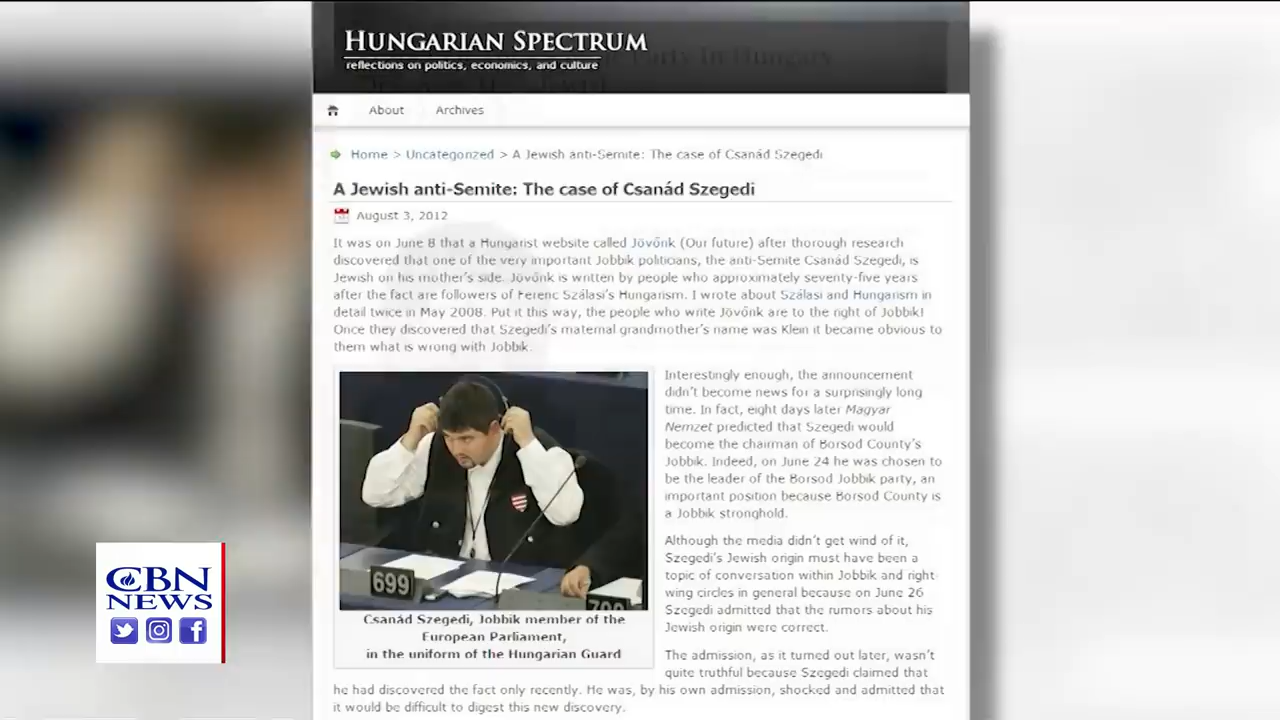 HUNGARIAN SPECTRUM
reflections on politics, economics, and culture
About
Archives
Home > Uncategorized > A Jewish anti-Semite: The case of Csanád Szegedi
A Jewish anti-Semite: The case of Csanád Szegedi
August 3, 2012
It was on June 8 that a Hungarist website called Jövőnk (Our future) after thorough research
discovered that one of the very important Jobbik politicians, the anti-Semite Csanád Szegedi, is
Jewish on his mother's side. Jövőnk is written by people who approximately seventy-five years
after the fact are followers of Ferenc Szálasi's Hungarism. I wrote about Szálasi and Hungarism in
detail twice in May 2008. Put it this way, the people who write Jövőnk are to the right of Jobbik!
Once they discovered that Szegedi's maternal grandmother's name was Klein it became obvious to
them what is wrong with Jobbik.
Interestingly enough, the announcement
didn't become news for a surprisingly long
time. In fact, eight days later Magyar
Nemzet predicted that Szegedi would
become the chairman of Borsod County's
Jobbik. Indeed, on June 24 he was chosen to
be the leader of the Borsod Jobbik party, an
important position because Borsod County is
a Jobbik stronghold.
Although the media didn't get wind of it,
Szegedi's Jewish origin must have been a
topic of conversation within Jobbik and right-
wing circles in general because on June 26
Szegedi admitted that the rumors about his
Jewish origin were correct.
The admission, as it turned out later, wasn't
quite truthful because Szegedi claimed that
he had discovered the fact only recently. He was, by his own admission, shocked and admitted that
it would be difficult to digest this new discovery.
699
700
Csanád Szegedi, Jobbik member of the
European Parliament,
in the uniform of the Hungarian Guard
CBN
NEWS